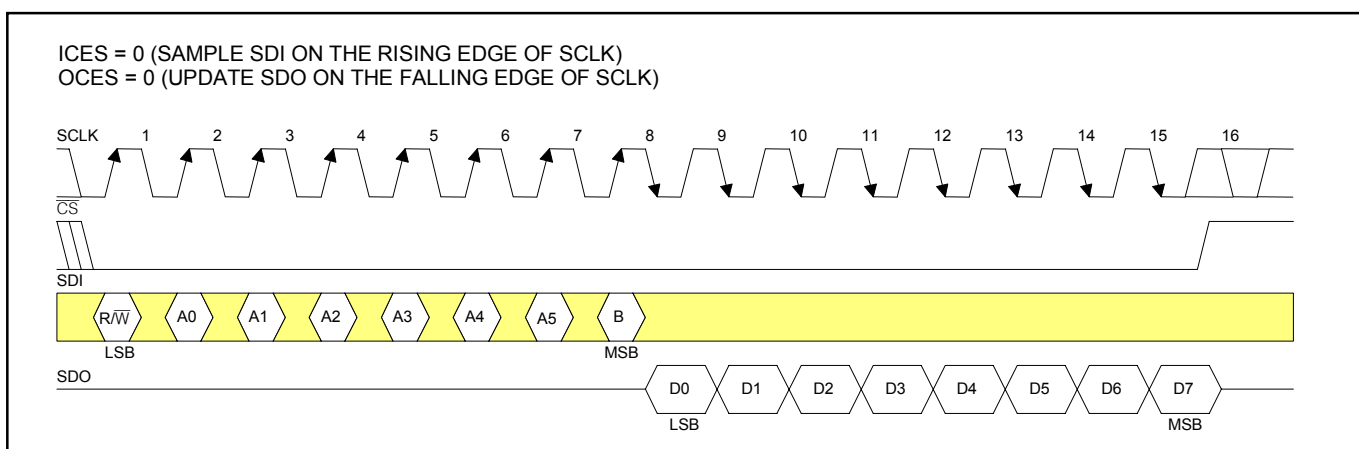 ICES = 0 (SAMPLE SDI ON THE RISING EDGE OF SCLK)
OCES = 0 (UPDATE SDO ON THE FALLING EDGE OF SCLK)
SCLK 1 2 3 4 5 6 7 8 9 10 11 12 13 14 15 16
C̅S̅
SDI
R/W̅ A0 A1 A2 A3 A4 A5 B
LSB MSB
SDO
D0 D1 D2 D3 D4 D5 D6 D7
LSB MSB